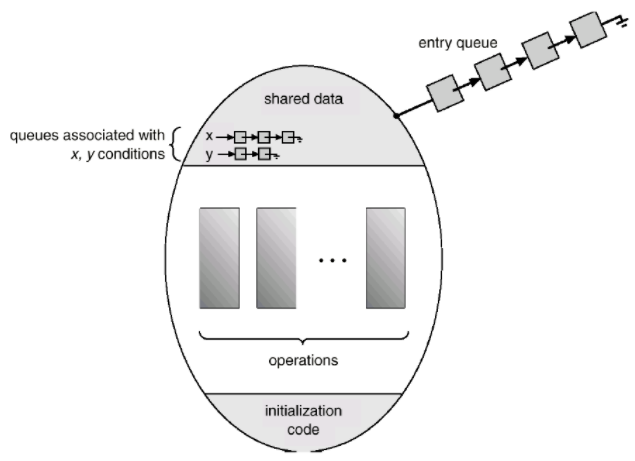 entry queue
shared data
queues associated with
x, y conditions
x
y
...
operations
initialization
code